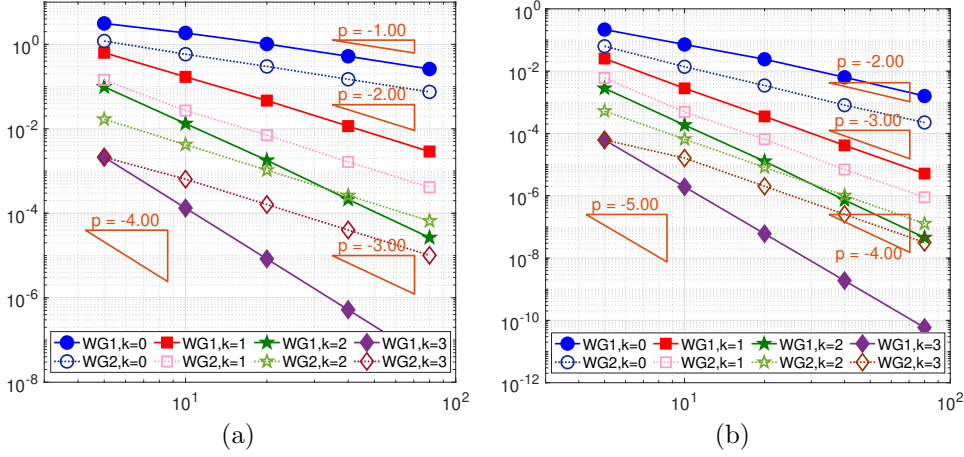 p = -1.00
p = -2.00
p = -4.00
p = -3.00
10^0
10^-2
10^-4
10^-6
10^-8
WG1,k=0 WG1,k=1 WG1,k=2 WG1,k=3
WG2,k=0 WG2,k=1 WG2,k=2 WG2,k=3
10^1 10^2
(a)
p = -2.00
p = -3.00
p = -5.00
p = -4.00
10^0
10^-2
10^-4
10^-6
10^-8
10^-10
10^-12
WG1,k=0 WG1,k=1 WG1,k=2 WG1,k=3
WG2,k=0 WG2,k=1 WG2,k=2 WG2,k=3
10^1 10^2
(b)